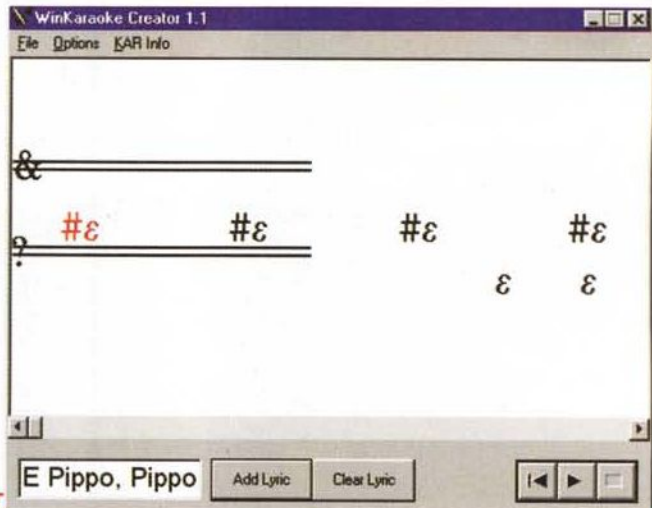 WinKaraoke Creator 1.1
File Options KAR Info
&
#ε #ε #ε #ε
?
ε ε
E Pippo, Pippo Add Lyric Clear Lyric